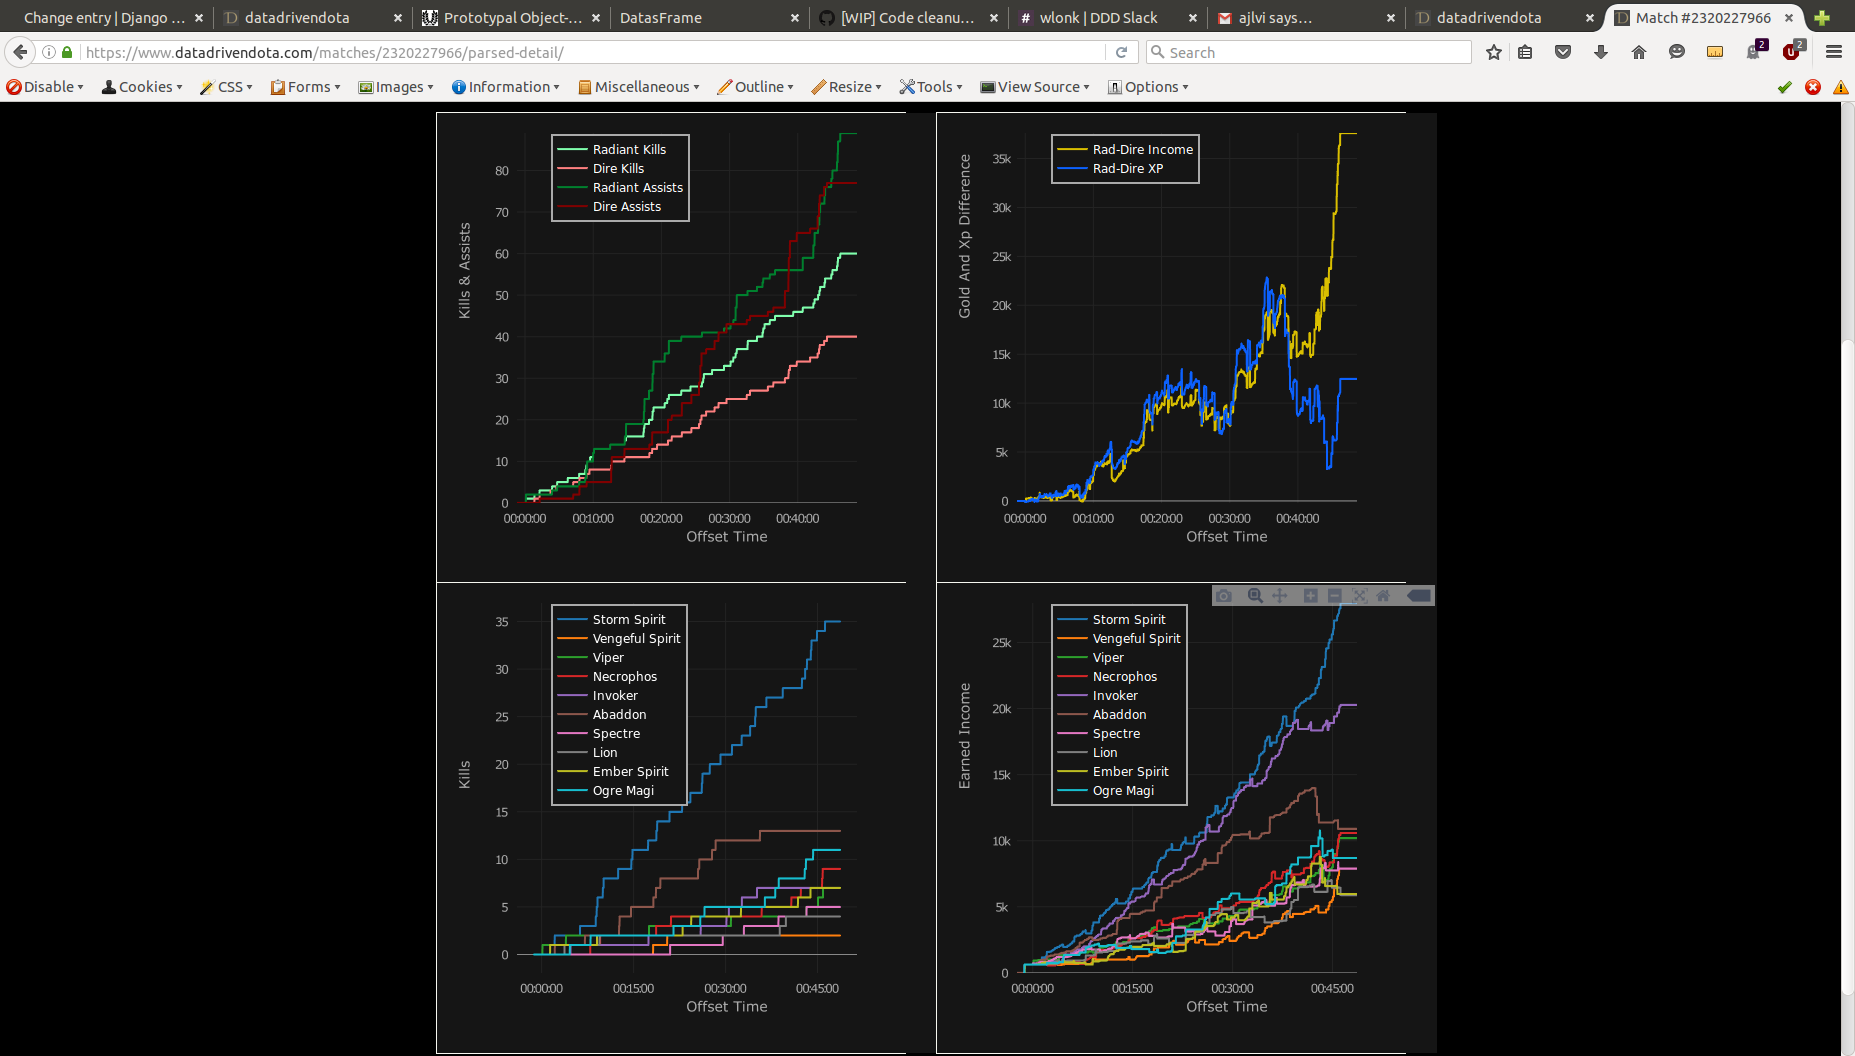 Change entry | Django ... × datadrivendota × Prototypal Object-... × DatasFrame × [WIP] Code cleanu... × wlonk | DDD Slack × ajlvi says... × datadrivendota × Match #2320227966 ×
https://www.datadrivendota.com/matches/2320227966/parsed-detail/ Search 2 2
Disable Cookies CSS Forms Images Information Miscellaneous Outline Resize Tools View Source Options
Radiant Kills
Dire Kills
Radiant Assists
Dire Assists
Kills & Assists
80
70
60
50
40
30
20
10
0
00:00:00 00:10:00 00:20:00 00:30:00 00:40:00
Offset Time
Rad-Dire Income
Rad-Dire XP
Gold And Xp Difference
35k
30k
25k
20k
15k
10k
5k
0
00:00:00 00:10:00 00:20:00 00:30:00 00:40:00
Offset Time
Storm Spirit
Vengeful Spirit
Viper
Necrophos
Invoker
Abaddon
Spectre
Lion
Ember Spirit
Ogre Magi
Kills
35
30
25
20
15
10
5
0
00:00:00 00:15:00 00:30:00 00:45:00
Offset Time
Storm Spirit
Vengeful Spirit
Viper
Necrophos
Invoker
Abaddon
Spectre
Lion
Ember Spirit
Ogre Magi
Earned Income
25k
20k
15k
10k
5k
0
00:00:00 00:15:00 00:30:00 00:45:00
Offset Time